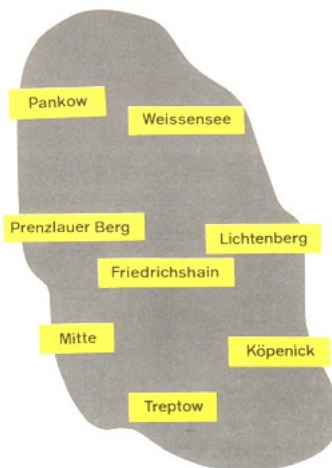 Pankow
Weissensee
Prenzlauer Berg
Lichtenberg
Friedrichshain
Mitte
Köpenick
Treptow